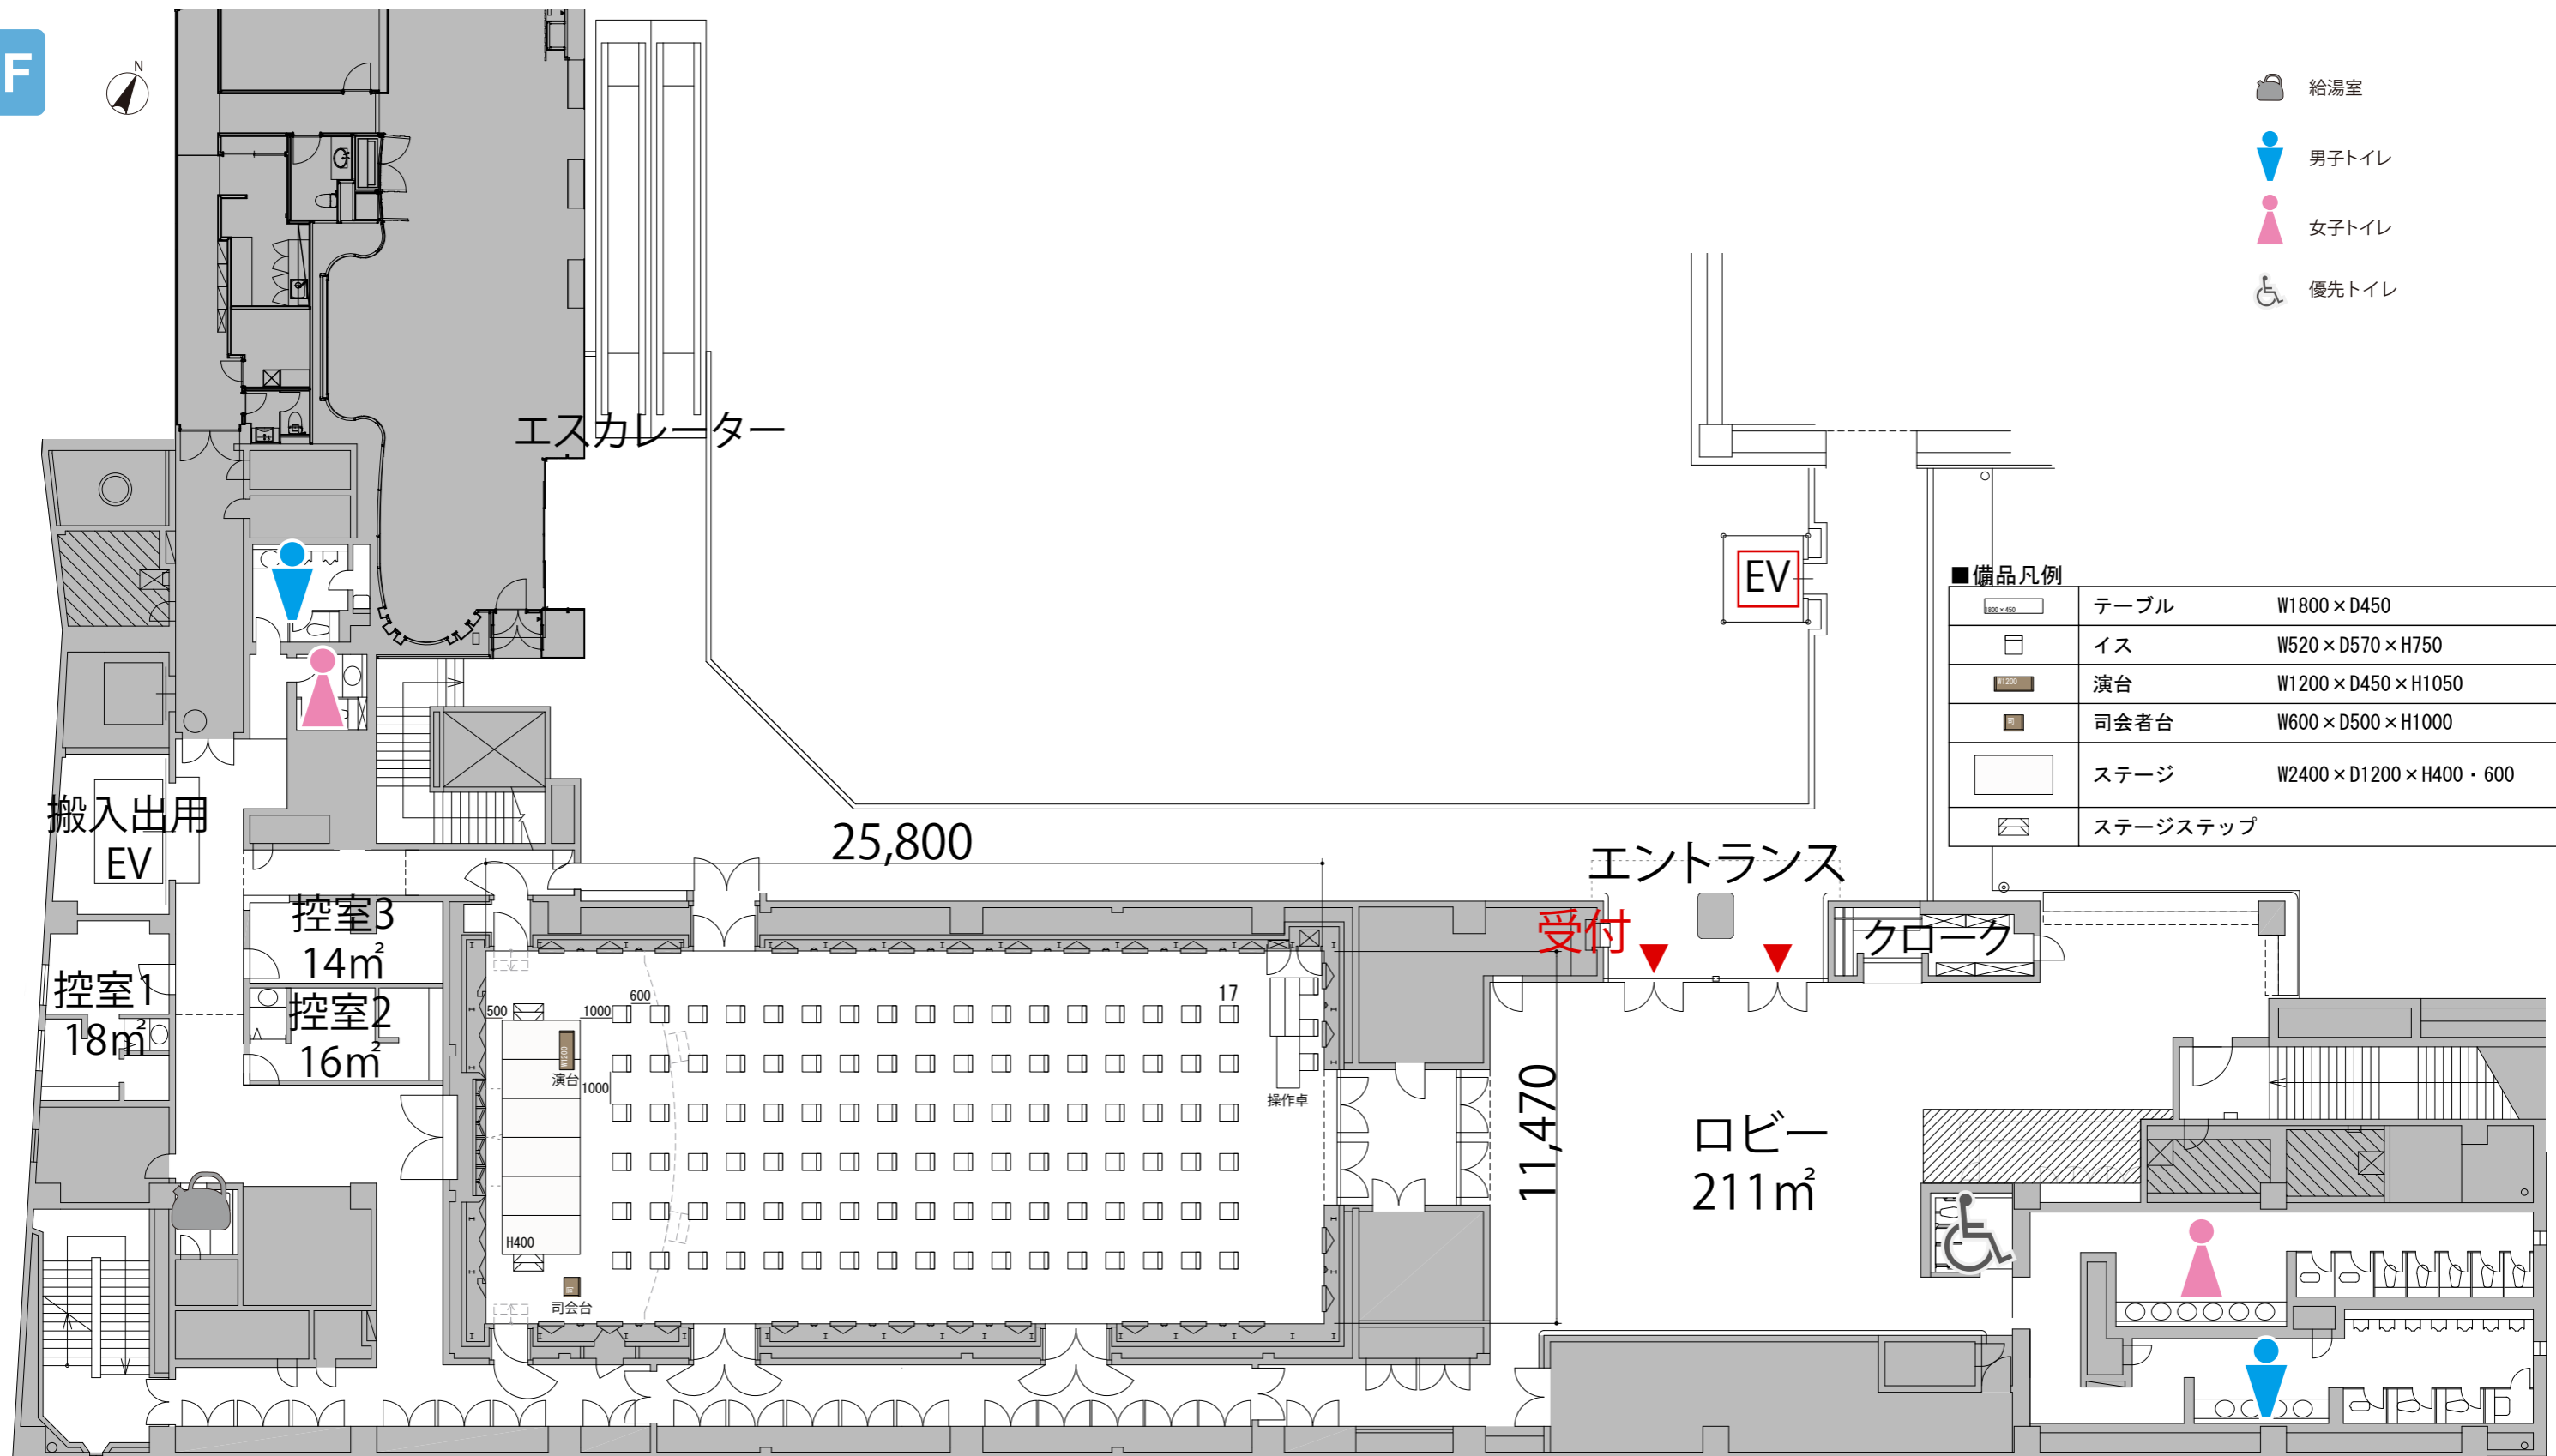 F
N
給湯室
男子トイレ
女子トイレ
優先トイレ
エスカレーター
EV
■備品凡例
1800×450 テーブル W1800×D450
イス W520×D570×H750
W1200 演台 W1200×D450×H1050
司 司会者台 W600×D500×H1000
ステージ W2400×D1200×H400・600
ステージステップ
搬入出用
EV
25,800
エントランス
受付
クローク
控室3
14㎡
控室1
18㎡
控室2
16㎡
500
600
1000
17
W1200
演台
1000
操作卓
H400
司
司会台
11,470
ロビー
211㎡